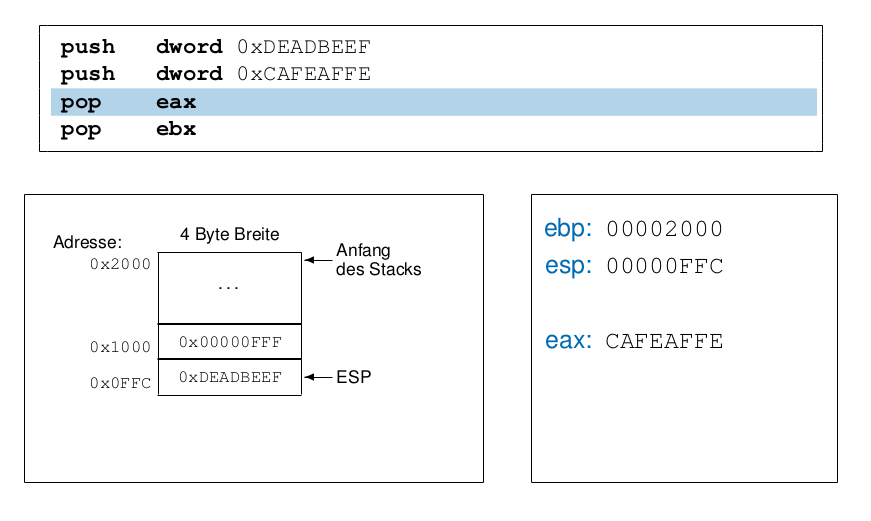 push dword 0xDEADBEEF
push dword 0xCAFEAFFE
pop eax
pop ebx
Adresse:
4 Byte Breite
0x2000
Anfang
des Stacks
...
0x1000
0x00000FFF
0x0FFC
0xDEADBEEF
ESP
ebp: 00002000
esp: 00000FFC
eax: CAFEAFFE